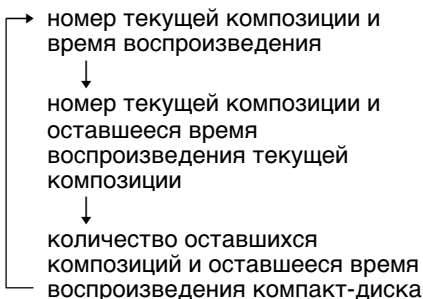 номер текущей композиции и
время воспроизведения
номер текущей композиции и
оставшееся время
воспроизведения текущей
композиции
количество оставшихся
композиций и оставшееся время
воспроизведения компакт-диска